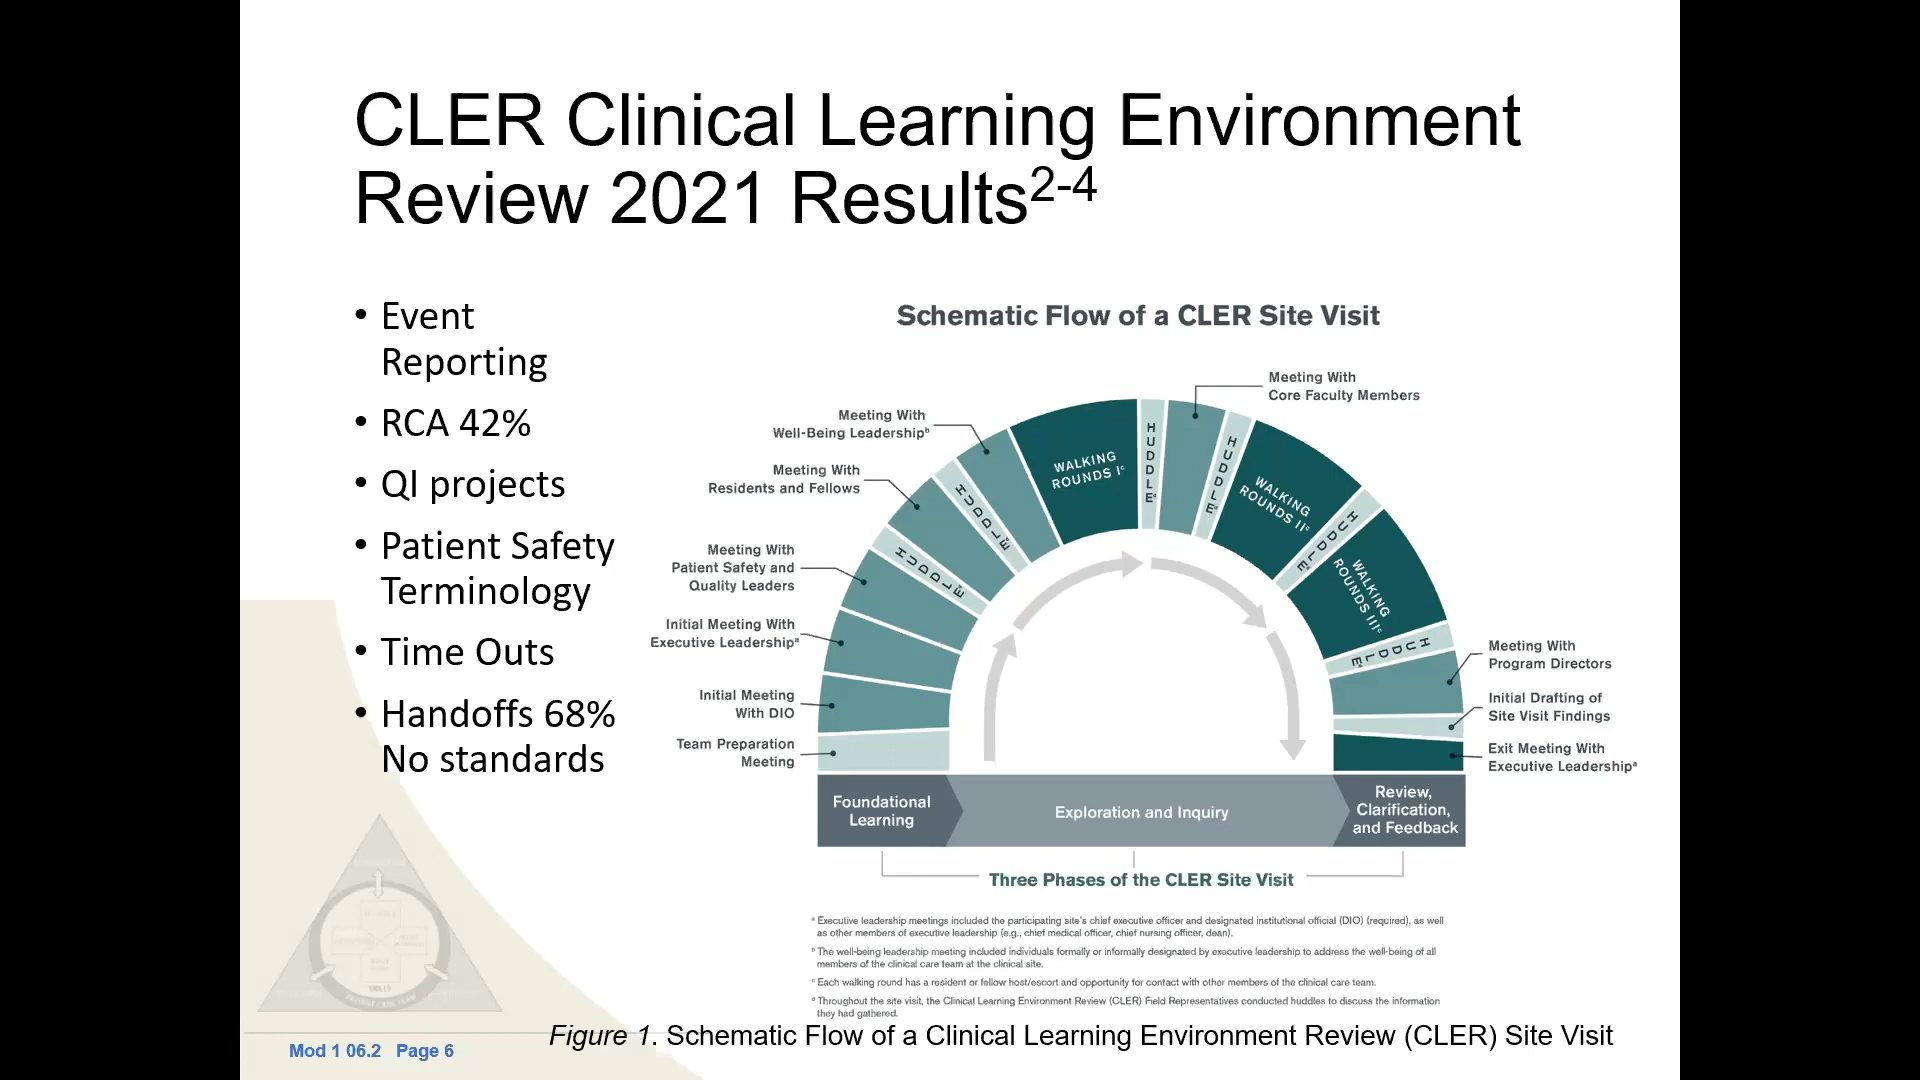 CLER Clinical Learning Environment
Review 2021 Results2-4
• Event
Reporting
• RCA 42%
• QI projects
• Patient Safety
Terminology
• Time Outs
• Handoffs 68%
No standards
Schematic Flow of a CLER Site Visit
Team Preparation
Meeting
Initial Meeting
With DIO
Initial Meeting With
Executive Leadershipa
Meeting With
Patient Safety and
Quality Leaders
HUDDLE
Meeting With
Residents and Fellows
HUDDLE
Meeting With
Well-Being Leadershipb
WALKING
ROUNDS Ic
HUDDLEd
Meeting With
Core Faculty Members
HUDDLE
WALKING
ROUNDS IIc
HUDDLE
WALKING
ROUNDS IIIc
HUDDLE
Meeting With
Program Directors
Initial Drafting of
Site Visit Findings
Exit Meeting With
Executive Leadershipa
Foundational
Learning
Exploration and Inquiry
Review,
Clarification,
and Feedback
Three Phases of the CLER Site Visit
a Executive leadership meetings included the participating site's chief executive officer and designated institutional official (DIO) (required), as well
as other members of executive leadership (e.g., chief medical officer, chief nursing officer, dean).
b The well-being leadership meeting included individuals formally or informally designated by executive leadership to address the well-being of all
members of the clinical care team at the clinical site.
c Each walking round has a resident or fellow host/escort and opportunity for contact with other members of the clinical care team.
d Throughout the site visit, the Clinical Learning Environment Review (CLER) Field Representatives conducted huddles to discuss the information
they had gathered.
Figure 1. Schematic Flow of a Clinical Learning Environment Review (CLER) Site Visit
SKILLS
PATIENT CARE TEAM
Mod 1 06.2 Page 6